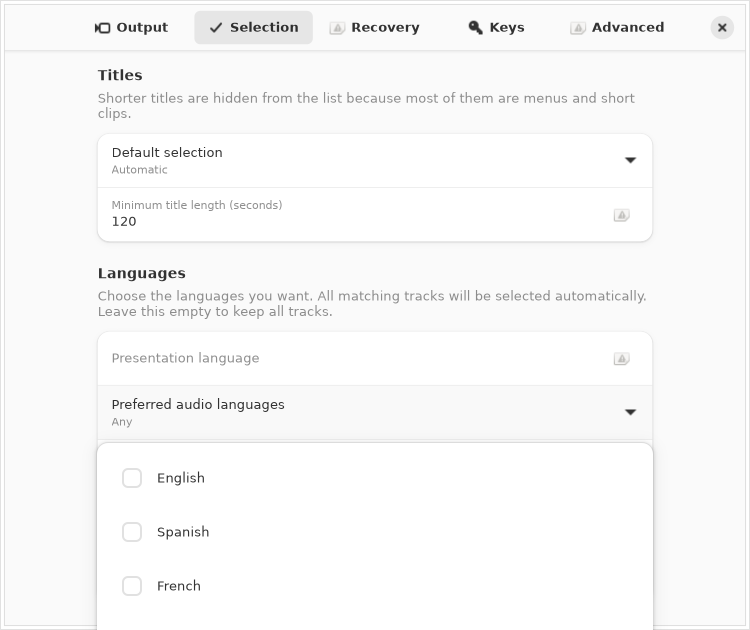 Output
Selection
Recovery
Keys
Advanced
Titles
Shorter titles are hidden from the list because most of them are menus and short
clips.
Default selection
Automatic
Minimum title length (seconds)
120
Languages
Choose the languages you want. All matching tracks will be selected automatically.
Leave this empty to keep all tracks.
Presentation language
Preferred audio languages
Any
English
Spanish
French